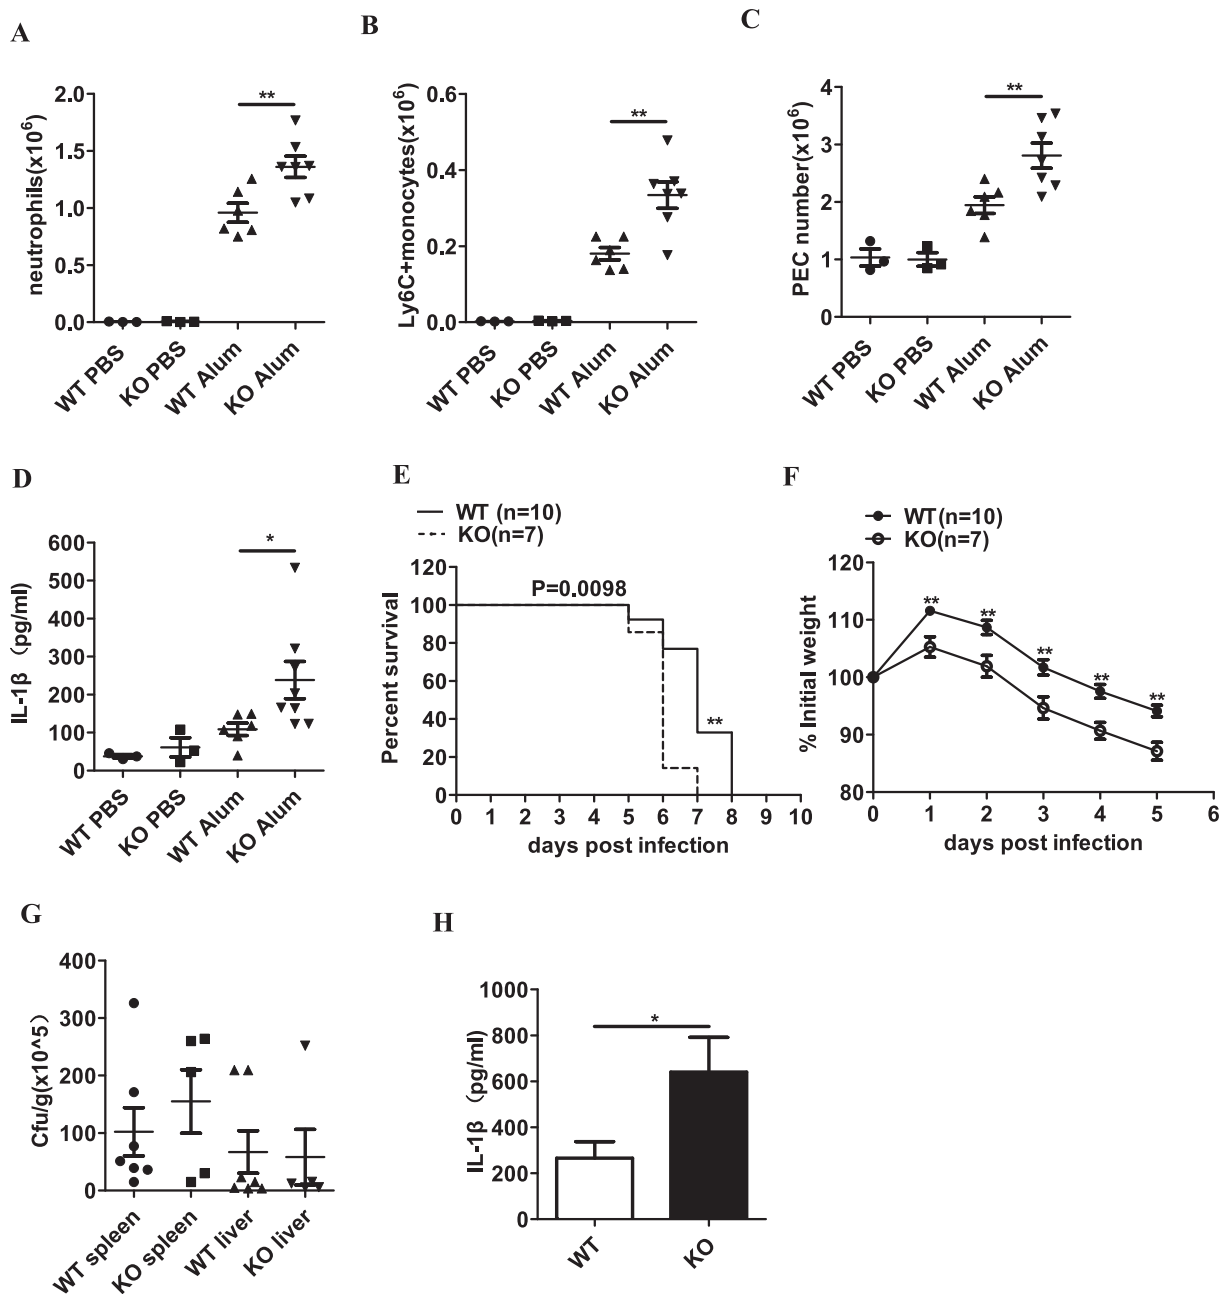 A
neutrophils(x10^6)
2.0
1.5
1.0
0.5
0.0
**
WT PBS
KO PBS
WT Alum
KO Alum
B
Ly6C+monocytes(x10^6)
0.6
0.4
0.2
0.0
**
WT PBS
KO PBS
WT Alum
KO Alum
C
PEC number(x10^6)
4
3
2
1
0
**
WT PBS
KO PBS
WT Alum
KO Alum
D
IL-1β （pg/ml)
600
500
400
300
200
100
0
*
WT PBS
KO PBS
WT Alum
KO Alum
E
WT (n=10)
KO(n=7)
Percent survival
120
100
80
60
40
20
0
P=0.0098
**
0 1 2 3 4 5 6 7 8 9 10
days post infection
F
WT(n=10)
KO(n=7)
% Initial weight
120
110
100
90
80
** ** ** ** **
0 1 2 3 4 5 6
days post infection
G
Cfu/g(x10^5）
400
300
200
100
0
WT spleen
KO spleen
WT liver
KO liver
H
IL-1β （pg/ml)
1000
800
600
400
200
0
*
WT
KO